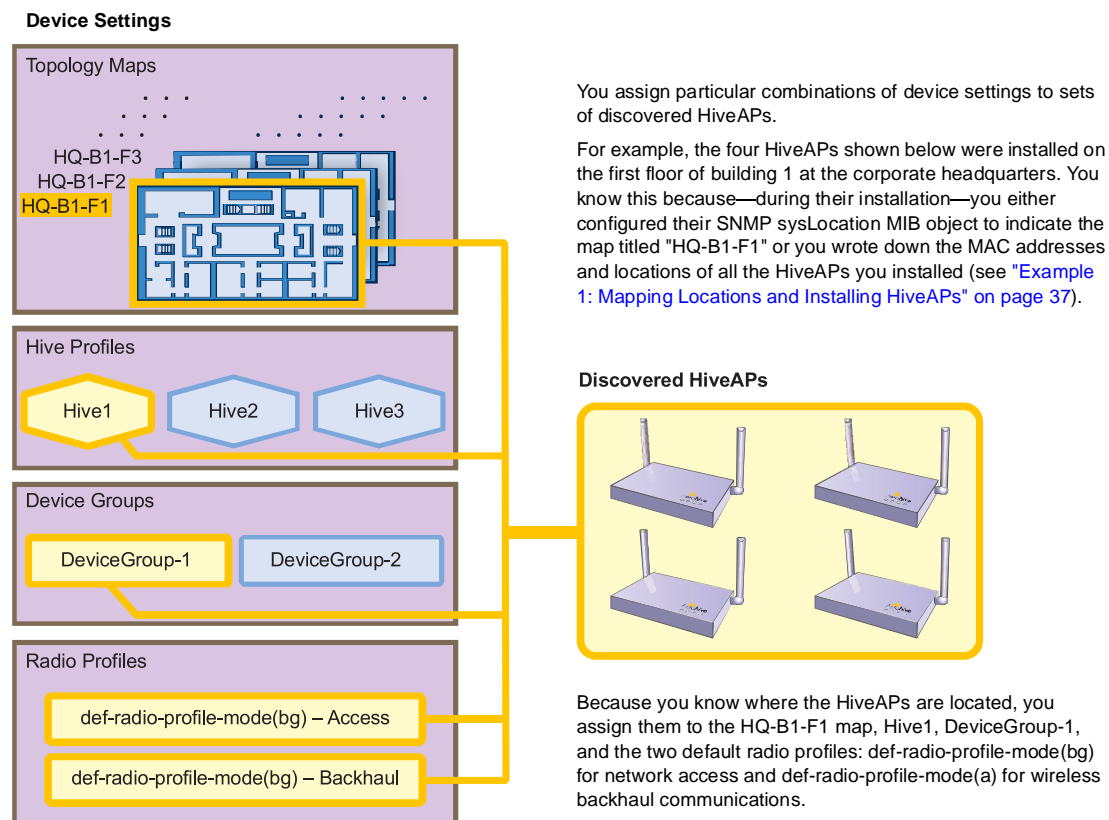 Device Settings
Topology Maps
HQ-B1-F3
HQ-B1-F2
HQ-B1-F1
Hive Profiles
Hive1
Hive2
Hive3
Device Groups
DeviceGroup-1
DeviceGroup-2
Radio Profiles
def-radio-profile-mode(bg) – Access
def-radio-profile-mode(bg) – Backhaul
You assign particular combinations of device settings to sets
of discovered HiveAPs.
For example, the four HiveAPs shown below were installed on
the first floor of building 1 at the corporate headquarters. You
know this because—during their installation—you either
configured their SNMP sysLocation MIB object to indicate the
map titled "HQ-B1-F1" or you wrote down the MAC addresses
and locations of all the HiveAPs you installed (see "Example
1: Mapping Locations and Installing HiveAPs" on page 37).
Discovered HiveAPs
Because you know where the HiveAPs are located, you
assign them to the HQ-B1-F1 map, Hive1, DeviceGroup-1,
and the two default radio profiles: def-radio-profile-mode(bg)
for network access and def-radio-profile-mode(a) for wireless
backhaul communications.